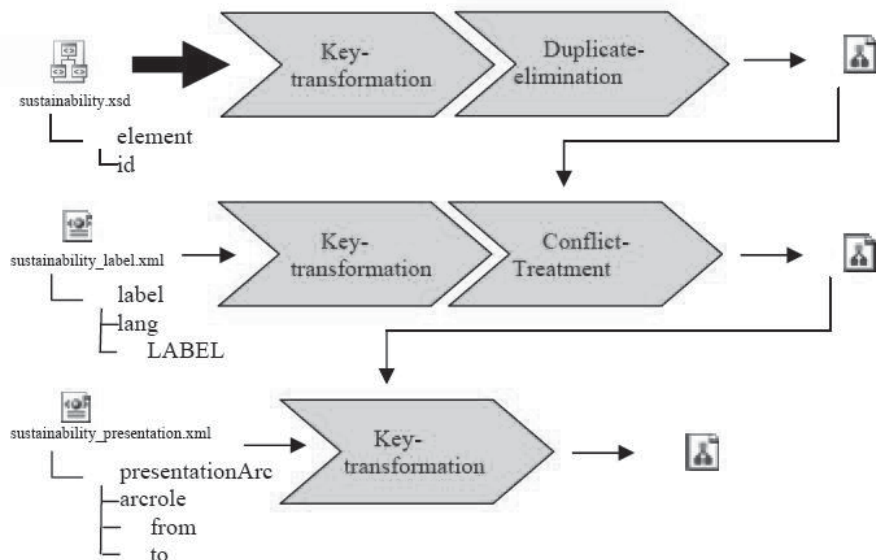 Key-
transformation
Duplicate-
elimination
sustainability.xsd
element
id
Key-
transformation
Conflict-
Treatment
sustainability_label.xml
label
lang
LABEL
Key-
transformation
sustainability_presentation.xml
presentationArc
arcrole
from
to